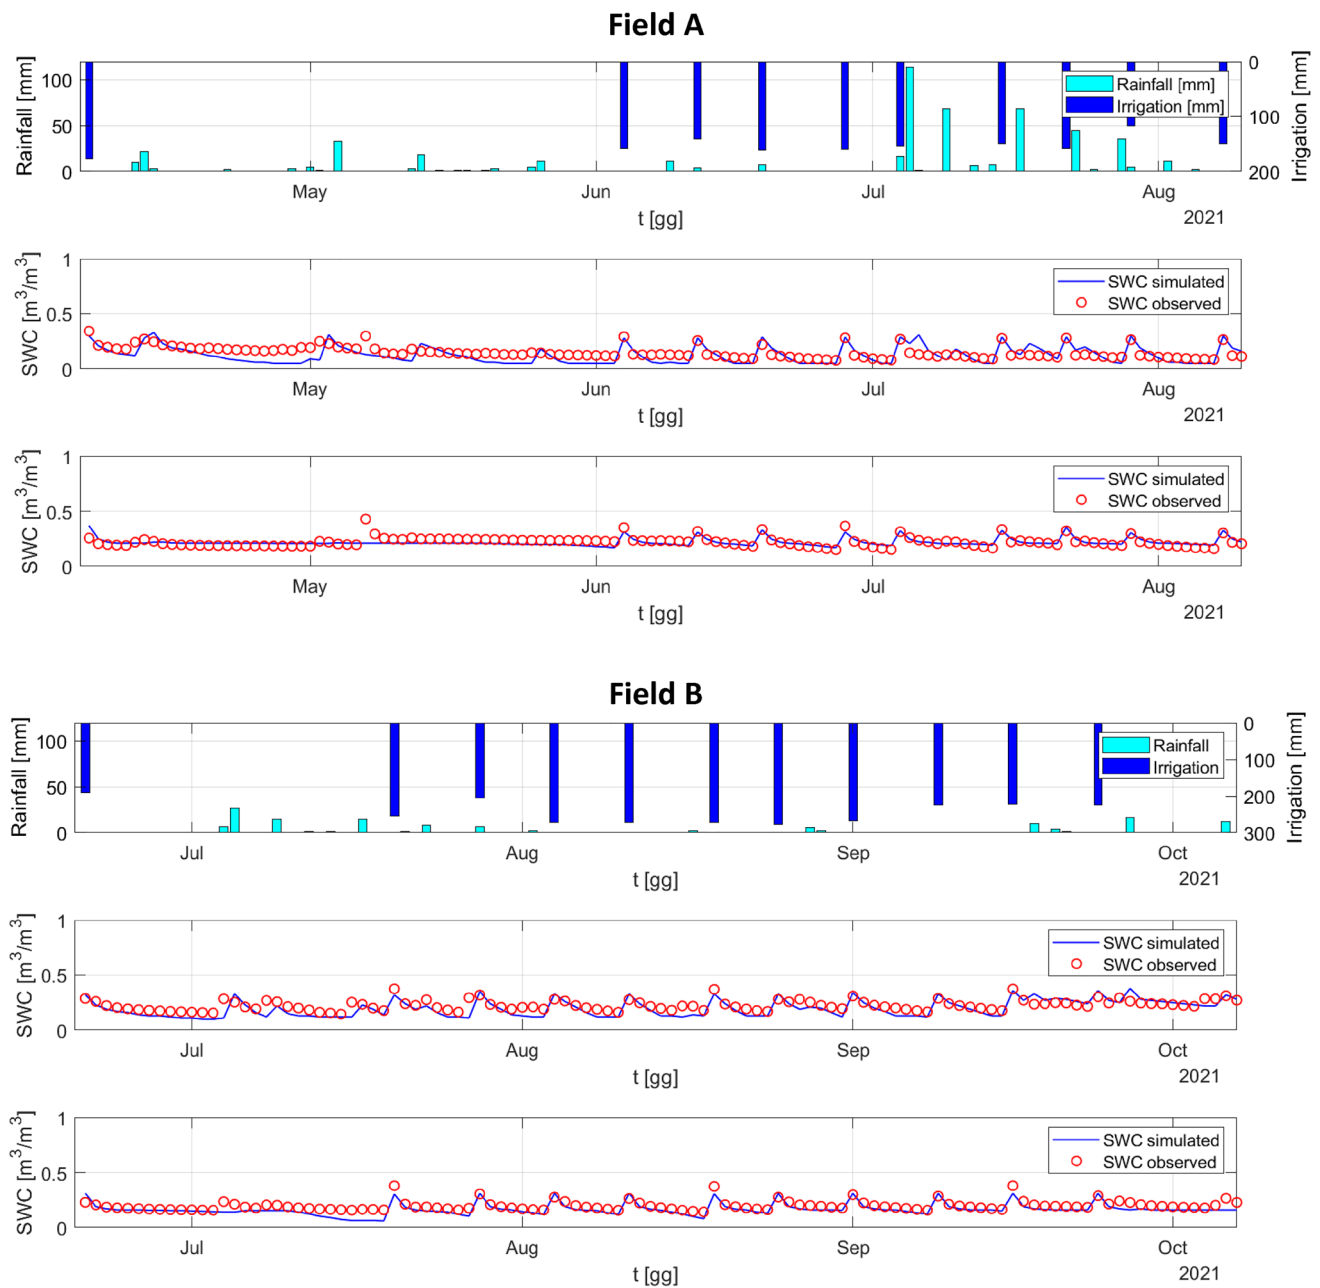 Field A
Rainfall [mm]
100
50
0
0
100
200
Irrigation [mm]
Rainfall [mm]
Irrigation [mm]
May
Jun
Jul
Aug
t [gg]
2021
SWC [m³/m³]
1
0.5
0
SWC simulated
SWC observed
May
Jun
Jul
Aug
t [gg]
2021
SWC [m³/m³]
1
0.5
0
SWC simulated
SWC observed
May
Jun
Jul
Aug
t [gg]
2021
Field B
Rainfall [mm]
100
50
0
0
100
200
300
Irrigation [mm]
Rainfall
Irrigation
Jul
Aug
Sep
Oct
t [gg]
2021
SWC [m³/m³]
1
0.5
0
SWC simulated
SWC observed
Jul
Aug
Sep
Oct
t [gg]
2021
SWC [m³/m³]
1
0.5
0
SWC simulated
SWC observed
Jul
Aug
Sep
Oct
t [gg]
2021